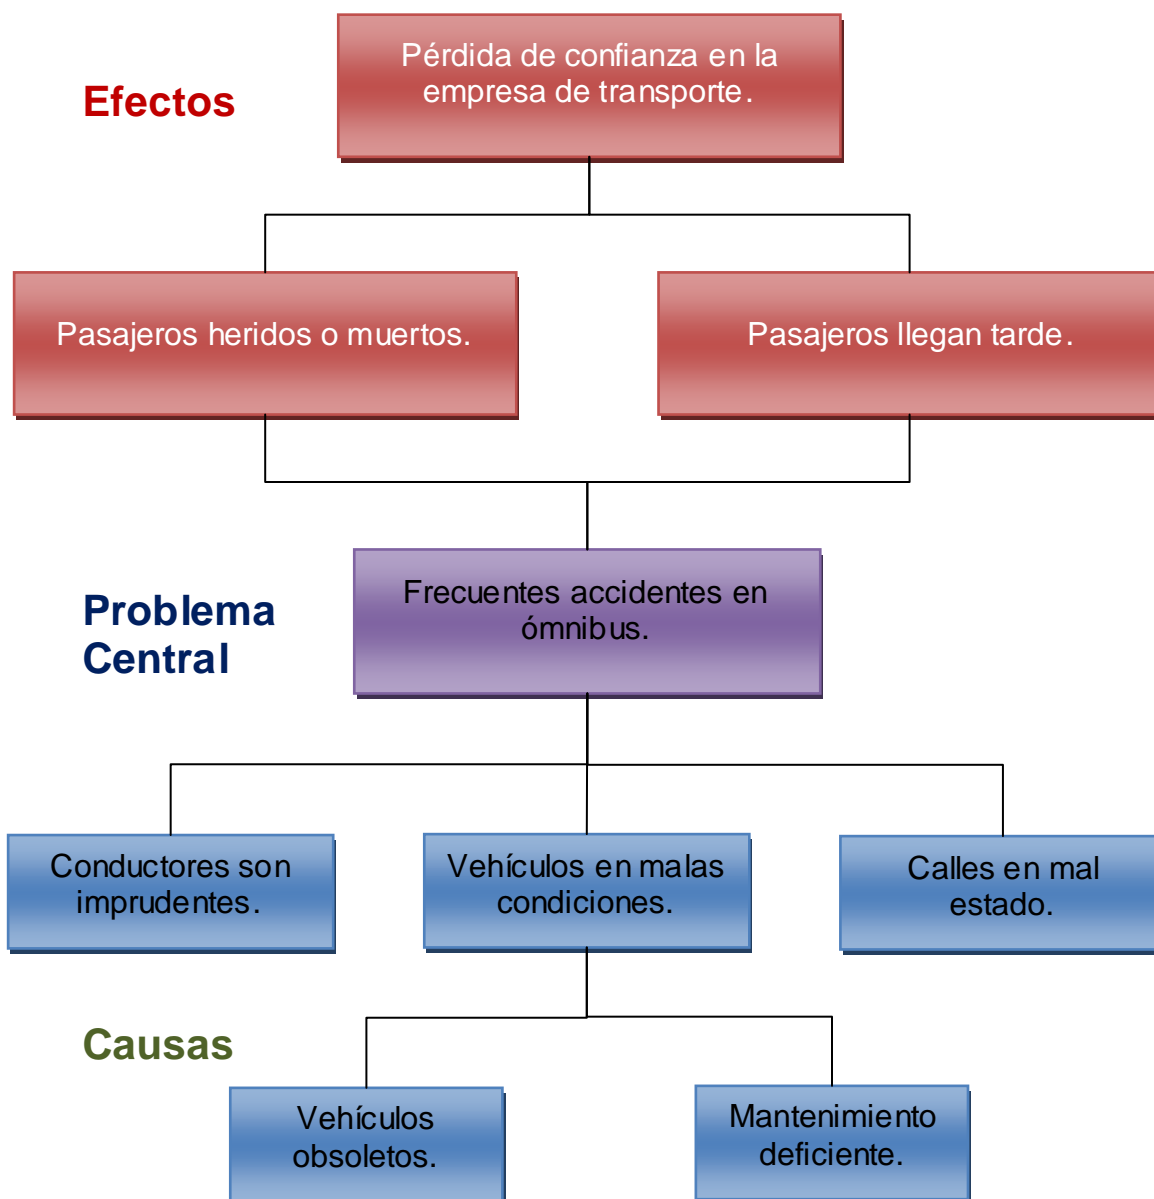 Pérdida de confianza en la
empresa de transporte.
Efectos
Pasajeros heridos o muertos.
Pasajeros llegan tarde.
Frecuentes accidentes en
ómnibus.
Problema
Central
Conductores son
imprudentes.
Vehículos en malas
condiciones.
Calles en mal
estado.
Causas
Vehículos
obsoletos.
Mantenimiento
deficiente.